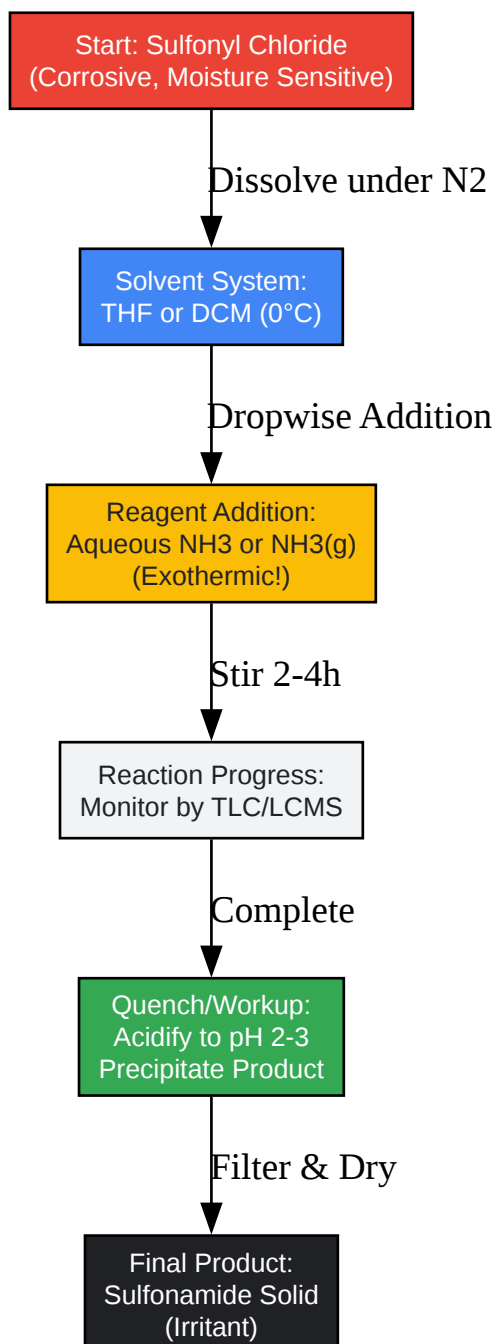 Start: Sulfonyl Chloride
(Corrosive, Moisture Sensitive)
Dissolve under N2
Solvent System:
THF or DCM (0°C)
Dropwise Addition
Reagent Addition:
Aqueous NH3 or NH3(g)
(Exothermic!)
Stir 2-4h
Reaction Progress:
Monitor by TLC/LCMS
Complete
Quench/Workup:
Acidify to pH 2-3
Precipitate Product
Filter & Dry
Final Product:
Sulfonamide Solid
(Irritant)